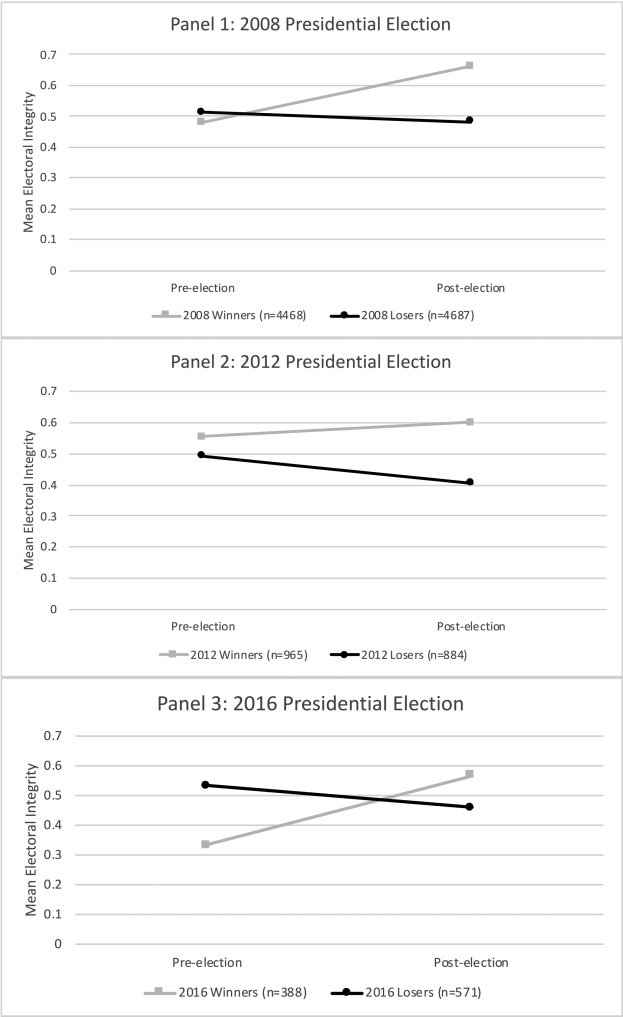 Panel 1: 2008 Presidential Election
Mean Electoral Integrity
0.7
0.6
0.5
0.4
0.3
0.2
0.1
0
Pre-election Post-election
2008 Winners (n=4468) 2008 Losers (n=4687)
Panel 2: 2012 Presidential Election
Mean Electoral Integrity
0.7
0.6
0.5
0.4
0.3
0.2
0.1
0
Pre-election Post-election
2012 Winners (n=965) 2012 Losers (n=884)
Panel 3: 2016 Presidential Election
Mean Electoral Integrity
0.7
0.6
0.5
0.4
0.3
0.2
0.1
0
Pre-election Post-election
2016 Winners (n=388) 2016 Losers (n=571)